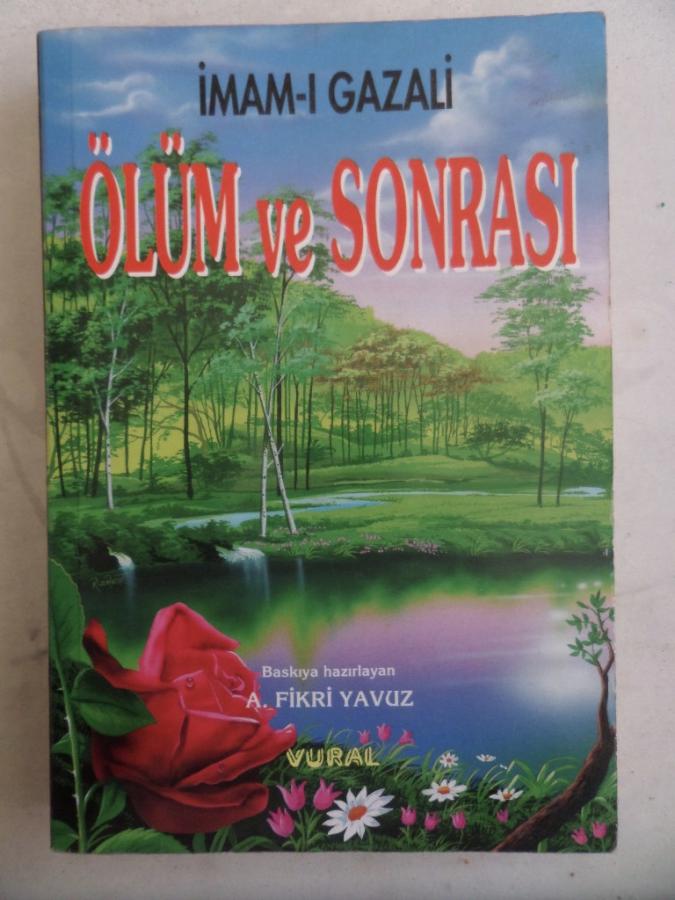 İMAM-I GAZALİ
ÖLÜM ve SONRASI
Baskıya hazırlayan
A. FİKRİ YAVUZ
VURAL